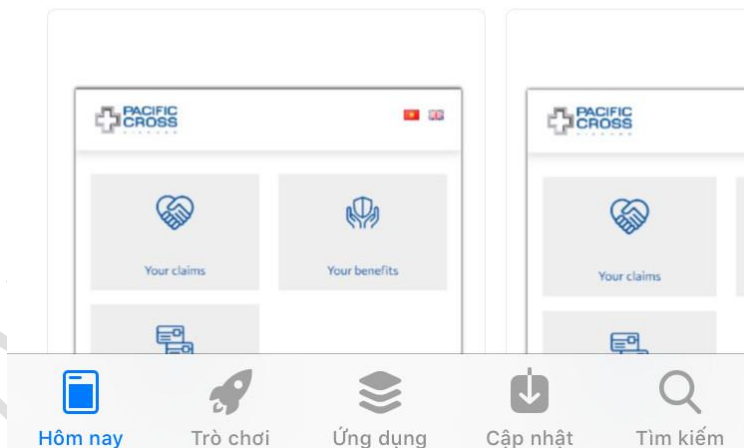 PACIFIC
CROSS
PACIFIC
CROSS
Your claims
Your benefits
Your claims
Hôm nay
Trò chơi
Ứng dụng
Cập nhật
Tìm kiếm